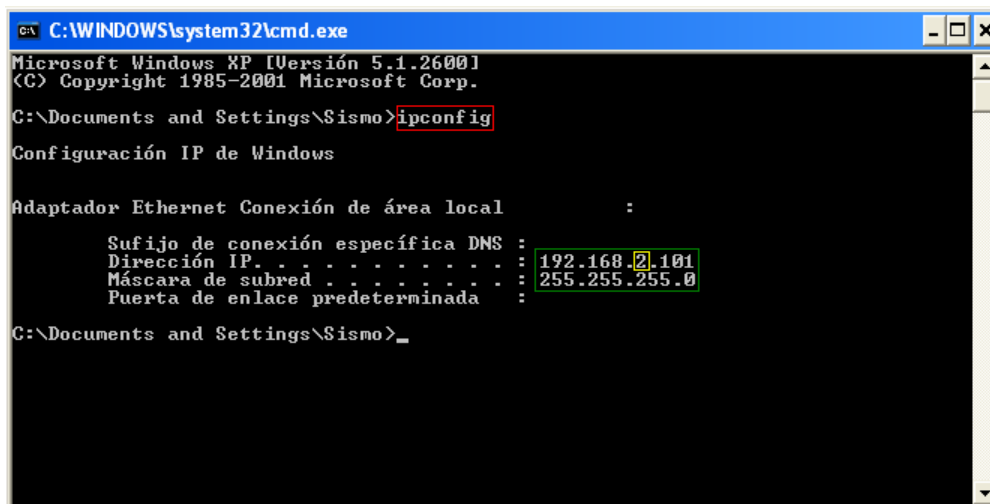 C:\WINDOWS\system32\cmd.exe
Microsoft Windows XP [Versión 5.1.2600]
(C) Copyright 1985-2001 Microsoft Corp.
C:\Documents and Settings\Sismo>ipconfig
Configuración IP de Windows
Adaptador Ethernet Conexión de área local          :
Sufijo de conexión específica DNS :
Dirección IP. . . . . . . . . . . : 192.168.2.101
Máscara de subred . . . . . . . . : 255.255.255.0
Puerta de enlace predeterminada   :
C:\Documents and Settings\Sismo>_